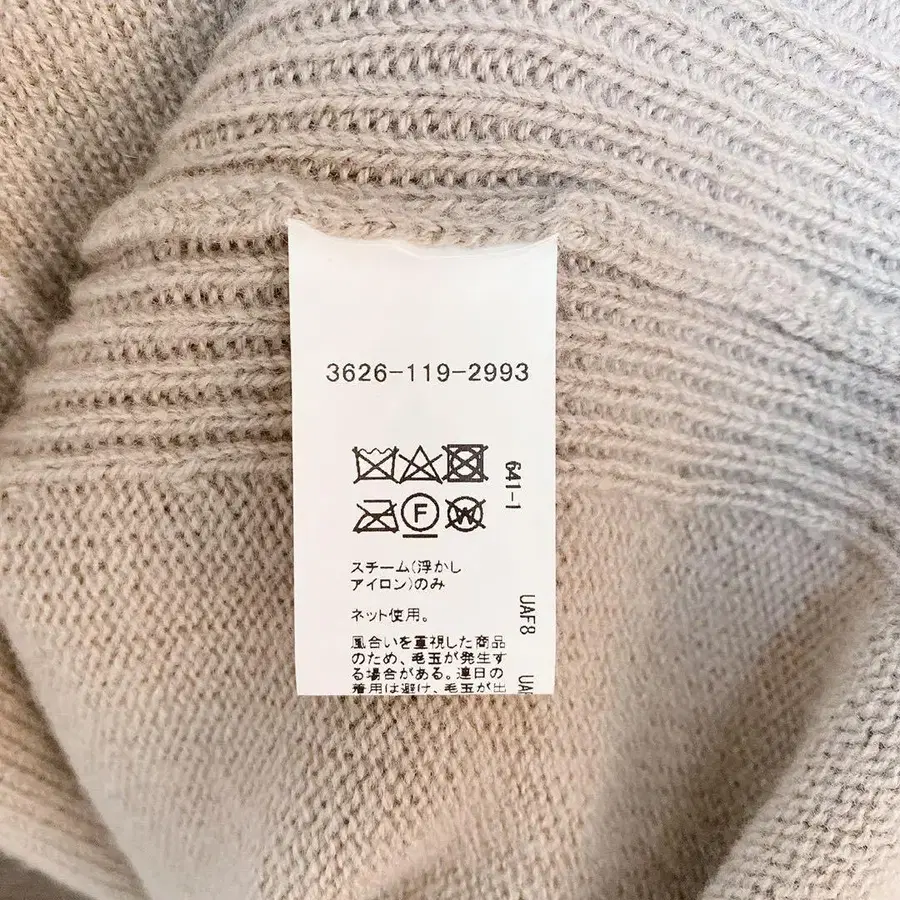 3626-119-2993
641-1
F
W
スチーム(浮かし
アイロン)のみ
ネット使用。
風合いを重視した商品
のため、毛玉が発生す
る場合がある。連日の
着用は避け、毛玉が出
UAF8